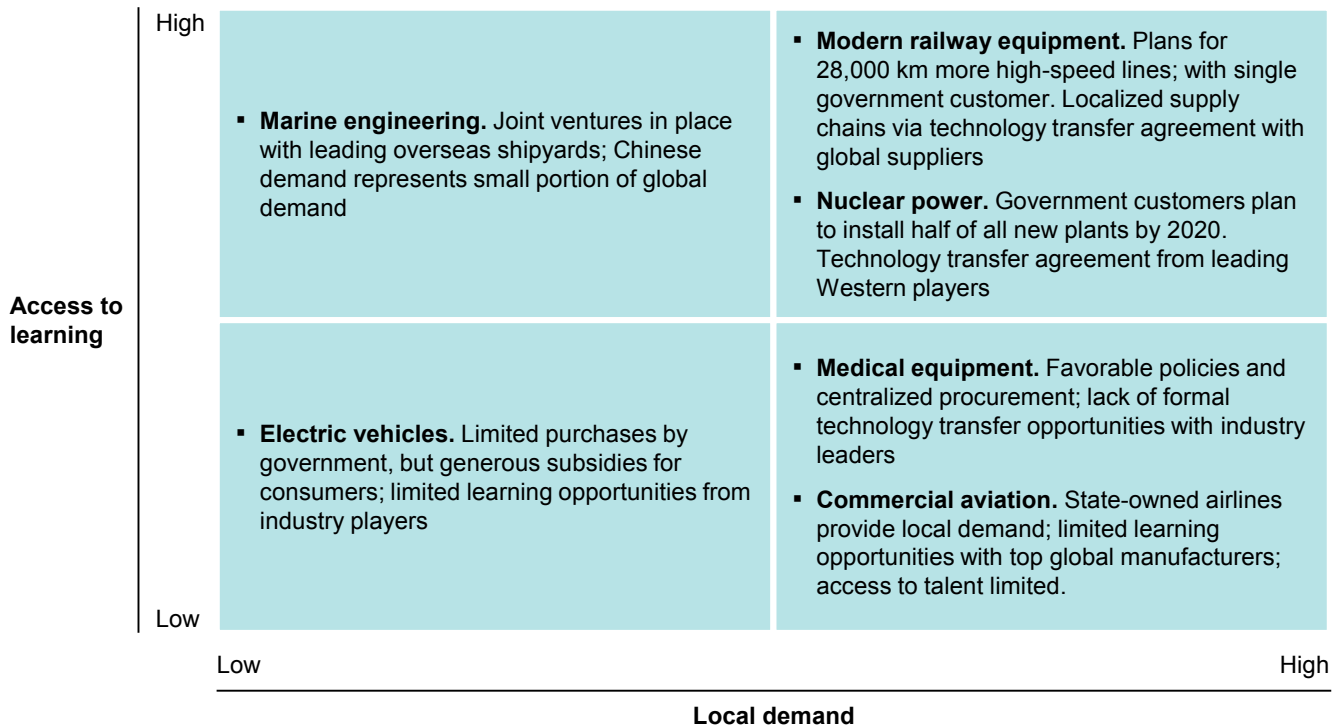 High
▪ Marine engineering. Joint ventures in place
with leading overseas shipyards; Chinese
demand represents small portion of global
demand
▪ Modern railway equipment. Plans for
28,000 km more high-speed lines; with single
government customer. Localized supply
chains via technology transfer agreement with
global suppliers
▪ Nuclear power. Government customers plan
to install half of all new plants by 2020.
Technology transfer agreement from leading
Western players
Access to
learning
▪ Electric vehicles. Limited purchases by
government, but generous subsidies for
consumers; limited learning opportunities from
industry players
▪ Medical equipment. Favorable policies and
centralized procurement; lack of formal
technology transfer opportunities with industry
leaders
▪ Commercial aviation. State-owned airlines
provide local demand; limited learning
opportunities with top global manufacturers;
access to talent limited.
Low
Low
High
Local demand